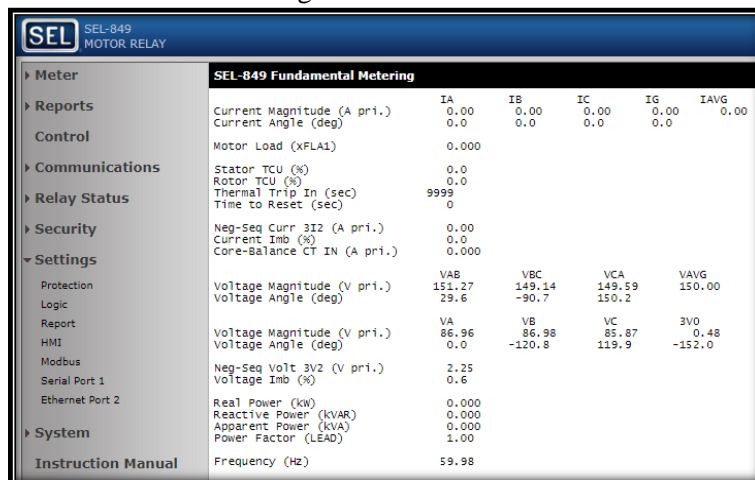 SEL SEL-849
MOTOR RELAY
Meter
Reports
Control
Communications
Relay Status
Security
Settings
Protection
Logic
Report
HMI
Modbus
Serial Port 1
Ethernet Port 2
System
Instruction Manual
SEL-849 Fundamental Metering
IA IB IC IG IAVG
Current Magnitude (A pri.) 0.00 0.00 0.00 0.00 0.00
Current Angle (deg) 0.0 0.0 0.0 0.0
Motor Load (xFLA1) 0.000
Stator TCU (%) 0.0
Rotor TCU (%) 0.0
Thermal Trip In (sec) 9999
Time to Reset (sec) 0
Neg-Seq Curr 3I2 (A pri.) 0.00
Current Imb (%) 0.0
Core-Balance CT IN (A pri.) 0.000
VAB VBC VCA VAVG
Voltage Magnitude (V pri.) 151.27 149.14 149.59 150.00
Voltage Angle (deg) 29.6 -90.7 150.2
VA VB VC 3V0
Voltage Magnitude (V pri.) 86.96 86.98 85.87 0.48
Voltage Angle (deg) 0.0 -120.8 119.9 -152.0
Neg-Seq Volt 3V2 (V pri.) 2.25
Voltage Imb (%) 0.6
Real Power (kW) 0.000
Reactive Power (kVAR) 0.000
Apparent Power (kVA) 0.000
Power Factor (LEAD) 1.00
Frequency (Hz) 59.98